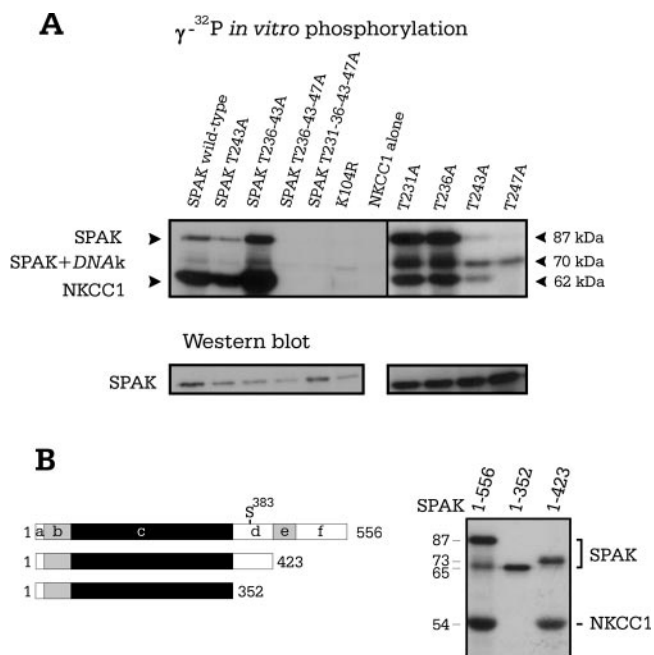 A
γ-³²P in vitro phosphorylation
SPAK wild-type
SPAK T243A
SPAK T236-43A
SPAK T236-43-47A
SPAK T231-36-43-47A
K104R
NKCC1 alone
T231A
T236A
T243A
T247A
SPAK
SPAK+DNAk
NKCC1
87 kDa
70 kDa
62 kDa
Western blot
SPAK
B
S³⁸³
1 a b c d e f 556
1 423
1 352
SPAK 1-556 1-352 1-423
87
73
65
54
SPAK
NKCC1